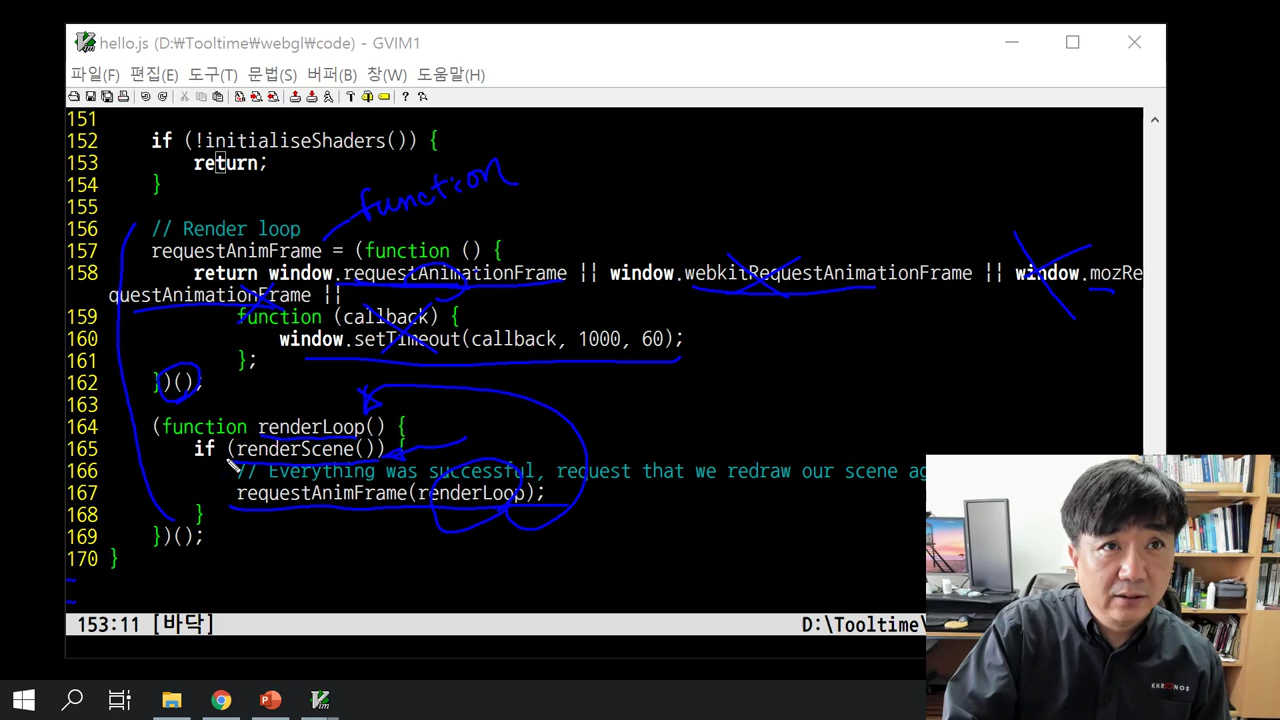 hello.js (D:₩Tooltime₩webgl₩code) - GVIM1
파일(F) 편집(E) 도구(T) 문법(S) 버퍼(B) 창(W) 도움말(H)
151
152 if (!initialiseShaders()) {
153 return;
154 }
function
155
156 // Render loop
157 requestAnimFrame = (function () {
158 return window.requestAnimationFrame || window.webkitRequestAnimationFrame || window.mozRe
questAnimationFrame ||
159 function (callback) {
160 window.setTimeout(callback, 1000, 60);
161 };
162 })();
163
164 (function renderLoop() {
165 if (renderScene()) {
166 // Everything was successful, request that we redraw our scene ag
167 requestAnimFrame(renderLoop);
168 }
169 })();
170 }
~
~
153:11 [바닥] D:₩Tooltime₩
KHRONOS